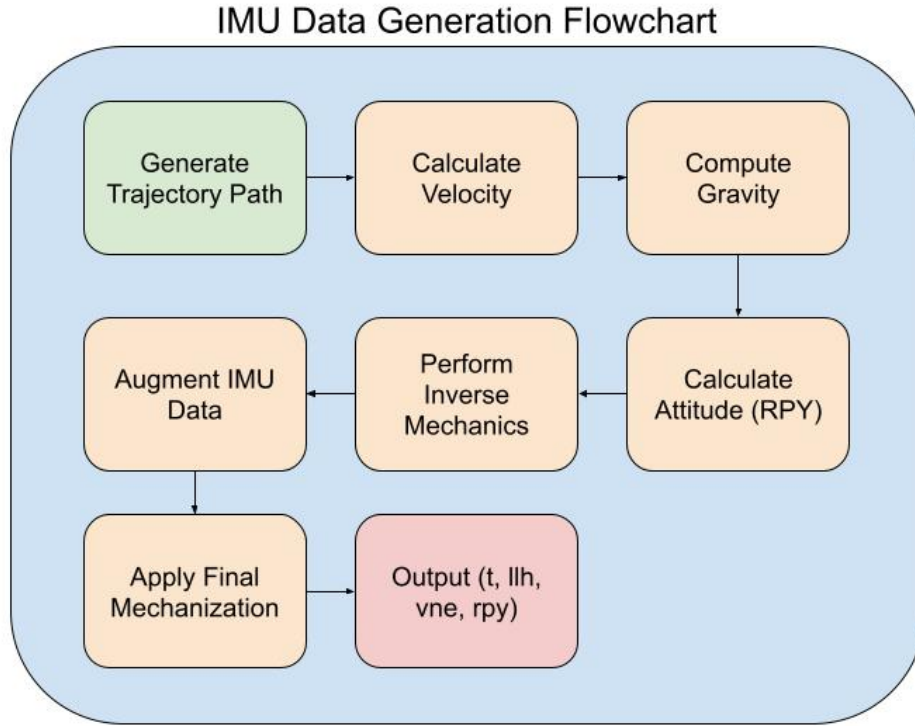 IMU Data Generation Flowchart
Generate
Trajectory Path
Calculate
Velocity
Compute
Gravity
Augment IMU
Data
Perform
Inverse
Mechanics
Calculate
Attitude (RPY)
Apply Final
Mechanization
Output (t, llh,
vne, rpy)